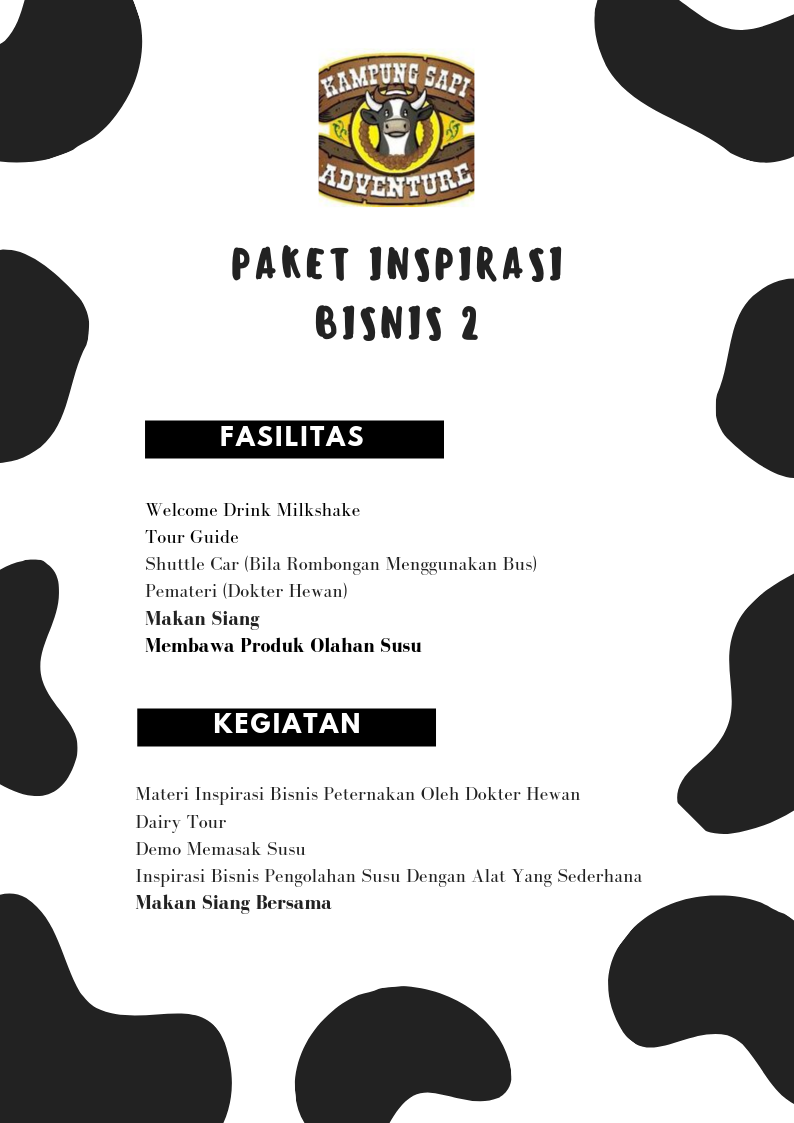 KAMPUNG SAPI
ADVENTURE
PAKET INSPIRASI
BISNIS 2
FASILITAS
Welcome Drink Milkshake
Tour Guide
Shuttle Car (Bila Rombongan Menggunakan Bus)
Pemateri (Dokter Hewan)
Makan Siang
Membawa Produk Olahan Susu
KEGIATAN
Materi Inspirasi Bisnis Peternakan Oleh Dokter Hewan
Dairy Tour
Demo Memasak Susu
Inspirasi Bisnis Pengolahan Susu Dengan Alat Yang Sederhana
Makan Siang Bersama